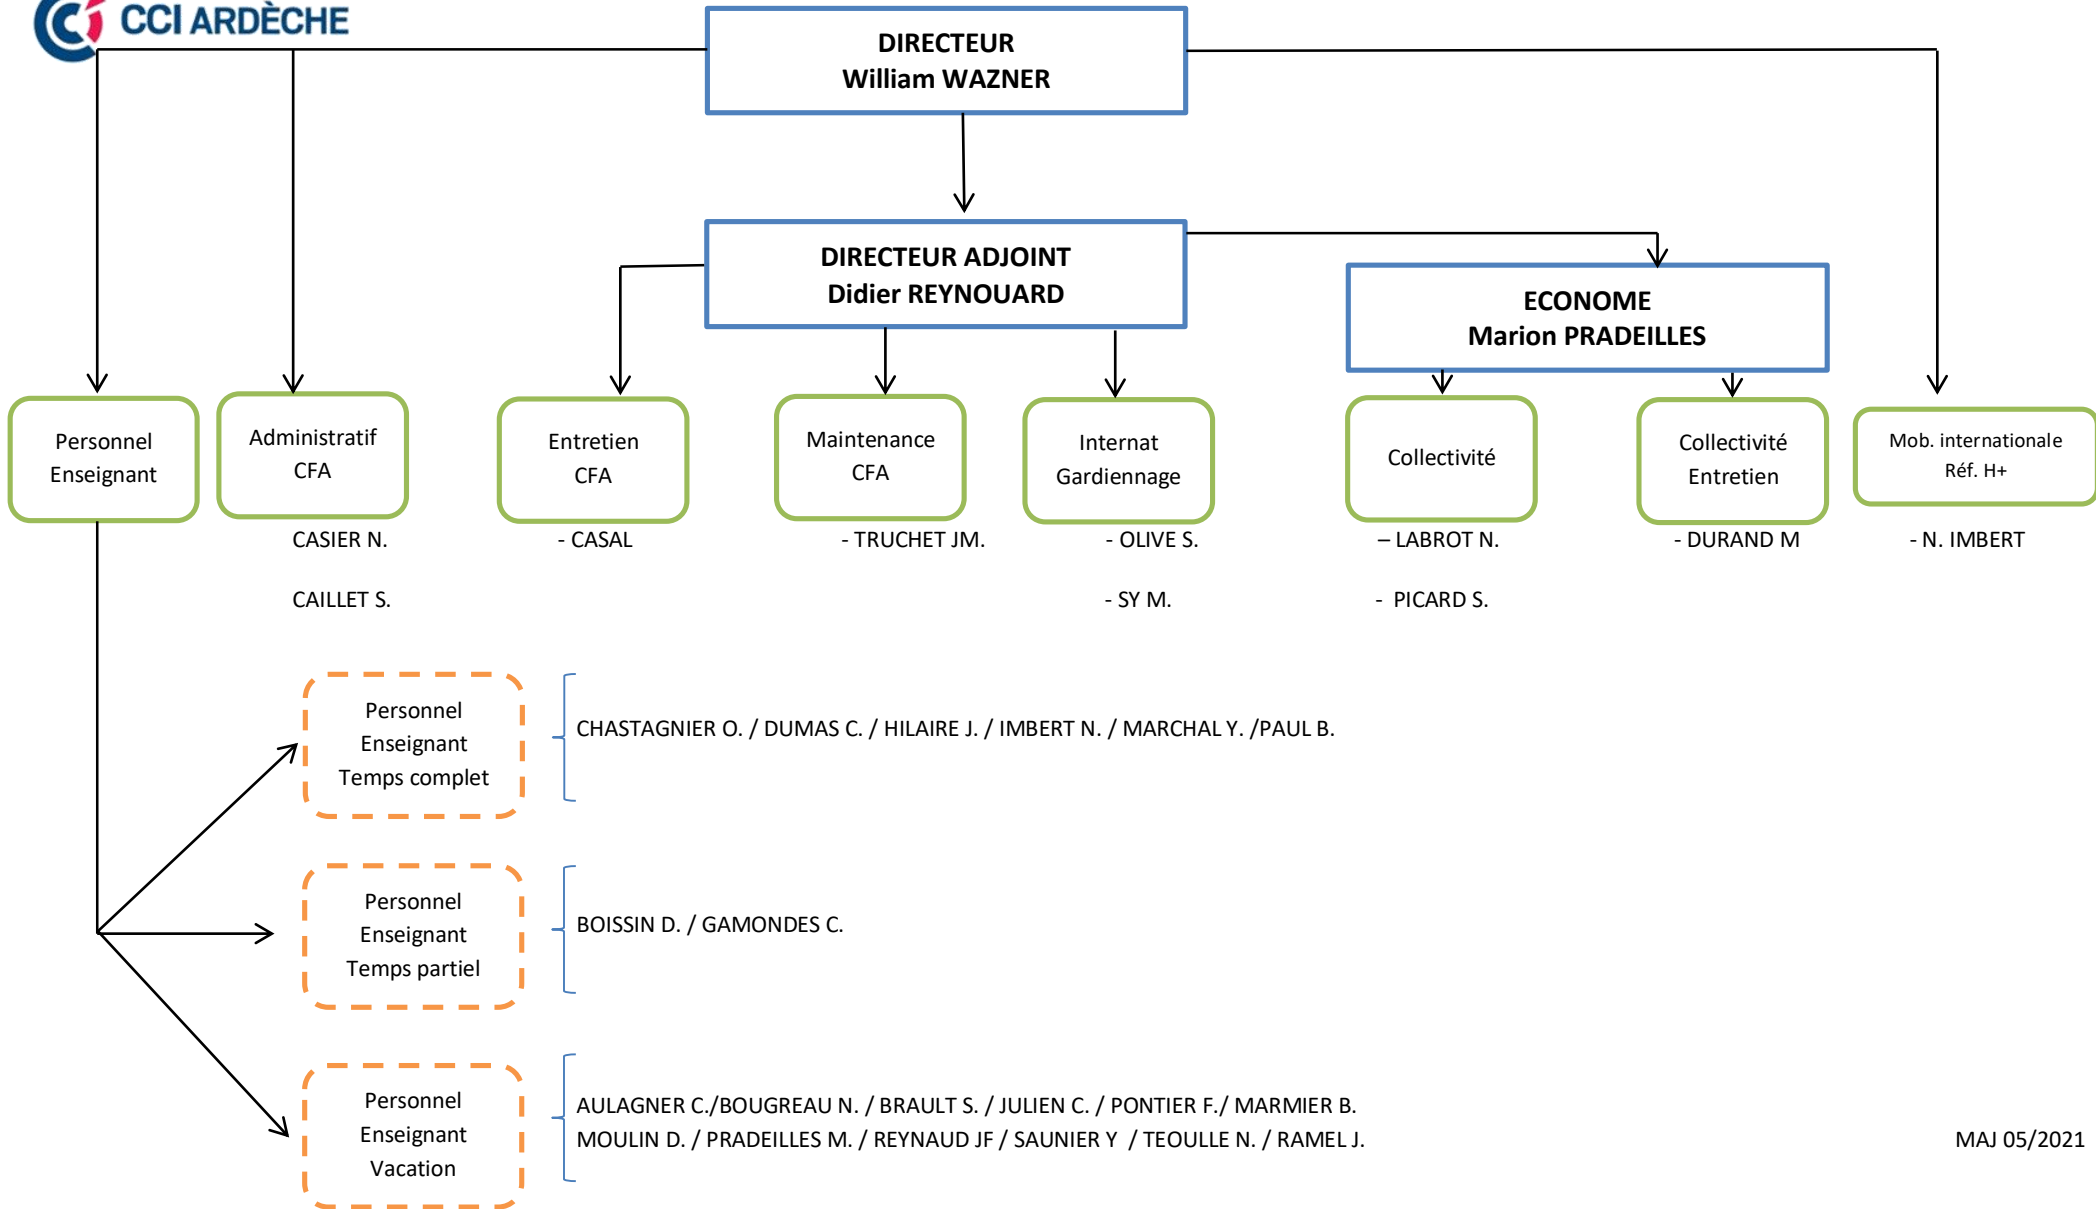 CCI ARDÈCHE
DIRECTEUR
William WAZNER
DIRECTEUR ADJOINT
Didier REYNOUARD
ECONOME
Marion PRADEILLES
Personnel
Enseignant
Administratif
CFA
Entretien
CFA
Maintenance
CFA
Internat
Gardiennage
Collectivité
Collectivité
Entretien
Mob. internationale
Réf. H+
CASIER N.
CAILLET S.
- CASAL
- TRUCHET JM.
- OLIVE S.
- SY M.
– LABROT N.
- PICARD S.
- DURAND M
- N. IMBERT
Personnel
Enseignant
Temps complet
CHASTAGNIER O. / DUMAS C. / HILAIRE J. / IMBERT N. / MARCHAL Y. /PAUL B.
Personnel
Enseignant
Temps partiel
BOISSIN D. / GAMONDES C.
Personnel
Enseignant
Vacation
AULAGNER C./BOUGREAU N. / BRAULT S. / JULIEN C. / PONTIER F./ MARMIER B.
MOULIN D. / PRADEILLES M. / REYNAUD JF / SAUNIER Y / TEOULLE N. / RAMEL J.
MAJ 05/2021